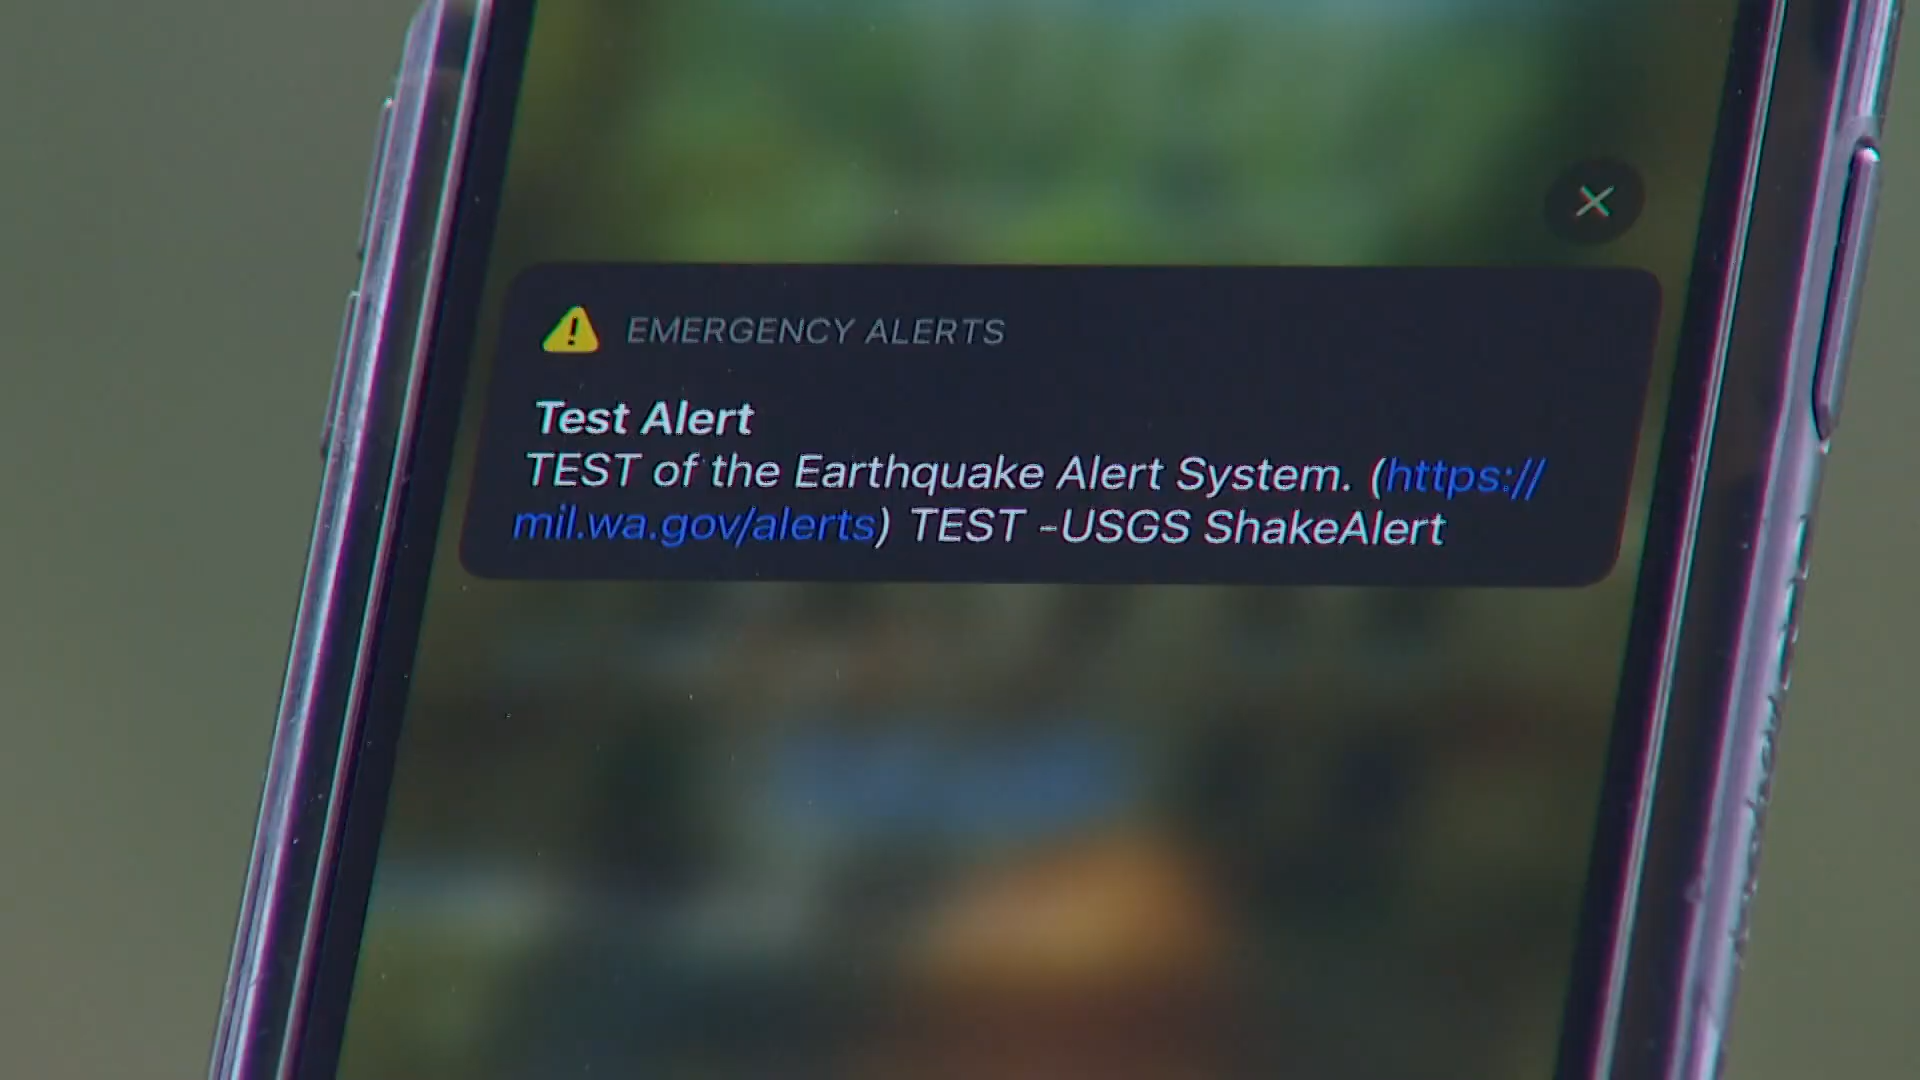 EMERGENCY ALERTS
Test Alert
TEST of the Earthquake Alert System. (https://
mil.wa.gov/alerts) TEST -USGS ShakeAlert